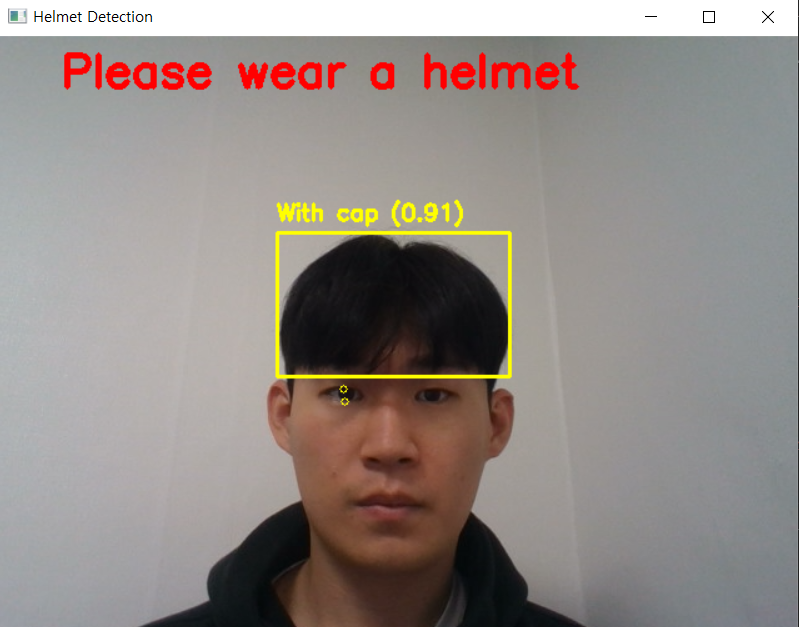 Helmet Detection
Please wear a helmet
With cap (0.91)